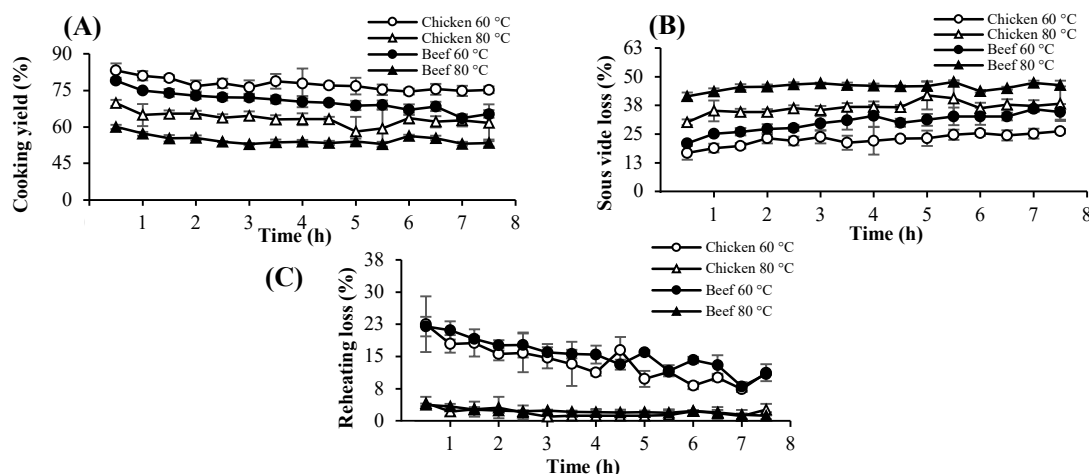 (A)
Chicken 60 °C
Chicken 80 °C
Beef 60 °C
Beef 80 °C
Cooking yield (%)
90
75
60
45
0
1 2 3 4 5 6 7 8
Time (h)
(B)
Chicken 60 °C
Chicken 80 °C
Beef 60 °C
Beef 80 °C
Sous vide loss (%)
63
50
38
25
13
0
1 2 3 4 5 6 7 8
Time (h)
(C)
Chicken 60 °C
Chicken 80 °C
Beef 60 °C
Beef 80 °C
Reheating loss (%)
38
30
23
15
8
0
1 2 3 4 5 6 7 8
Time (h)